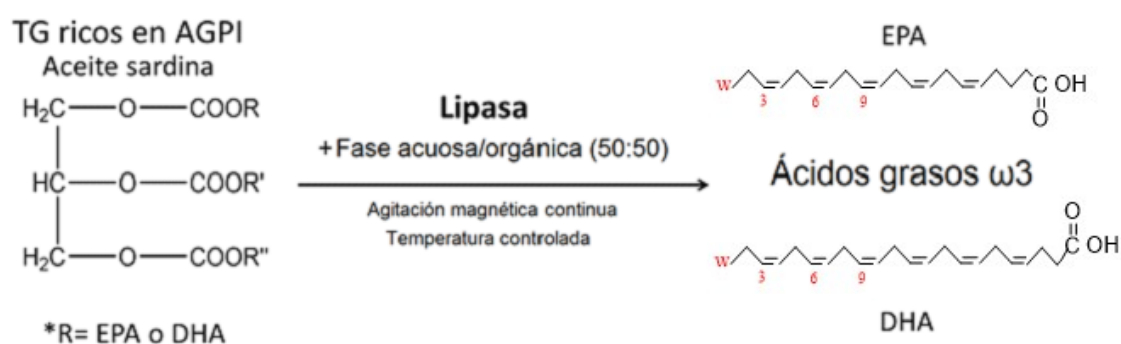 TG ricos en AGPI
Aceite sardina
H₂C—O—COOR
HC—O—COOR'
H₂C—O—COOR"
*R= EPA o DHA
Lipasa
+Fase acuosa/orgánica (50:50)
Agitación magnética continua
Temperatura controlada
EPA
w 3 6 9 C OH
O
Ácidos grasos ω3
O
w 3 6 9 C OH
DHA